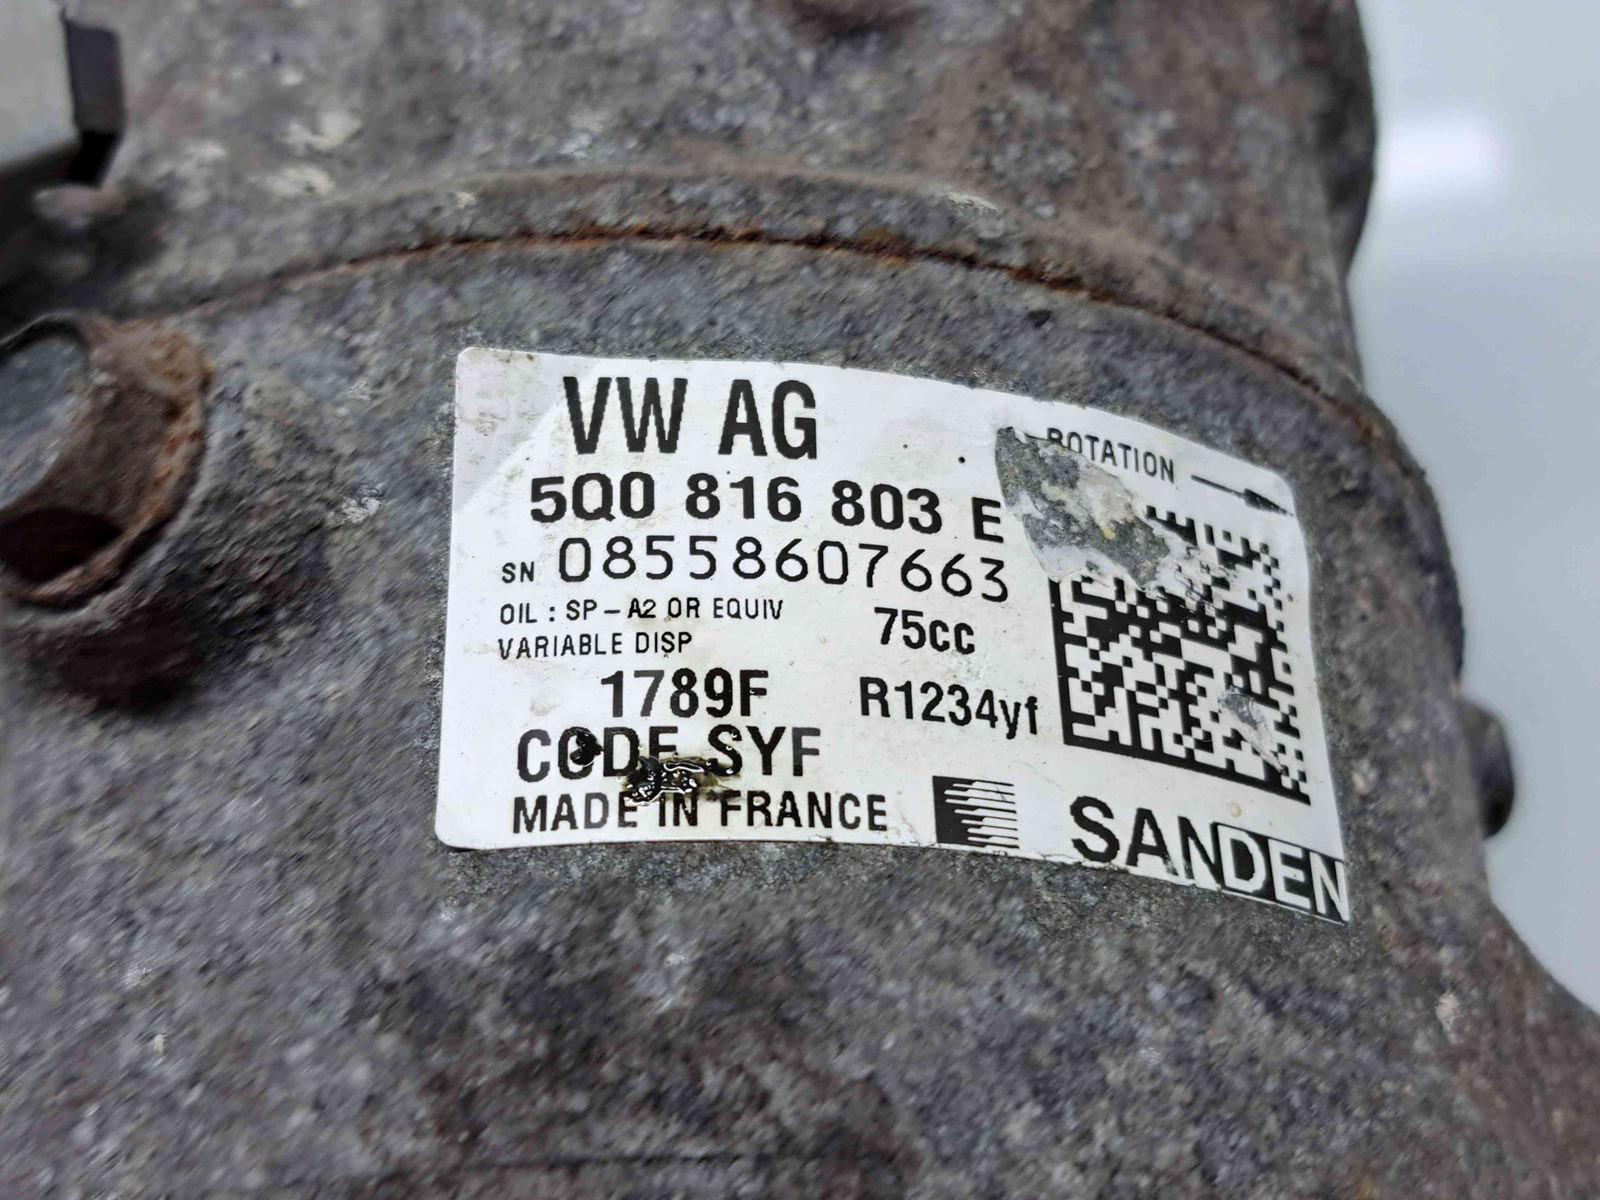 VW AG
ROTATION
5Q0 816 803 E
SN 08558607663
OIL : SP-A2 OR EQUIV 75cc
VARIABLE DISP
1789F R1234yf
CODE SYF
MADE IN FRANCE
SANDEN